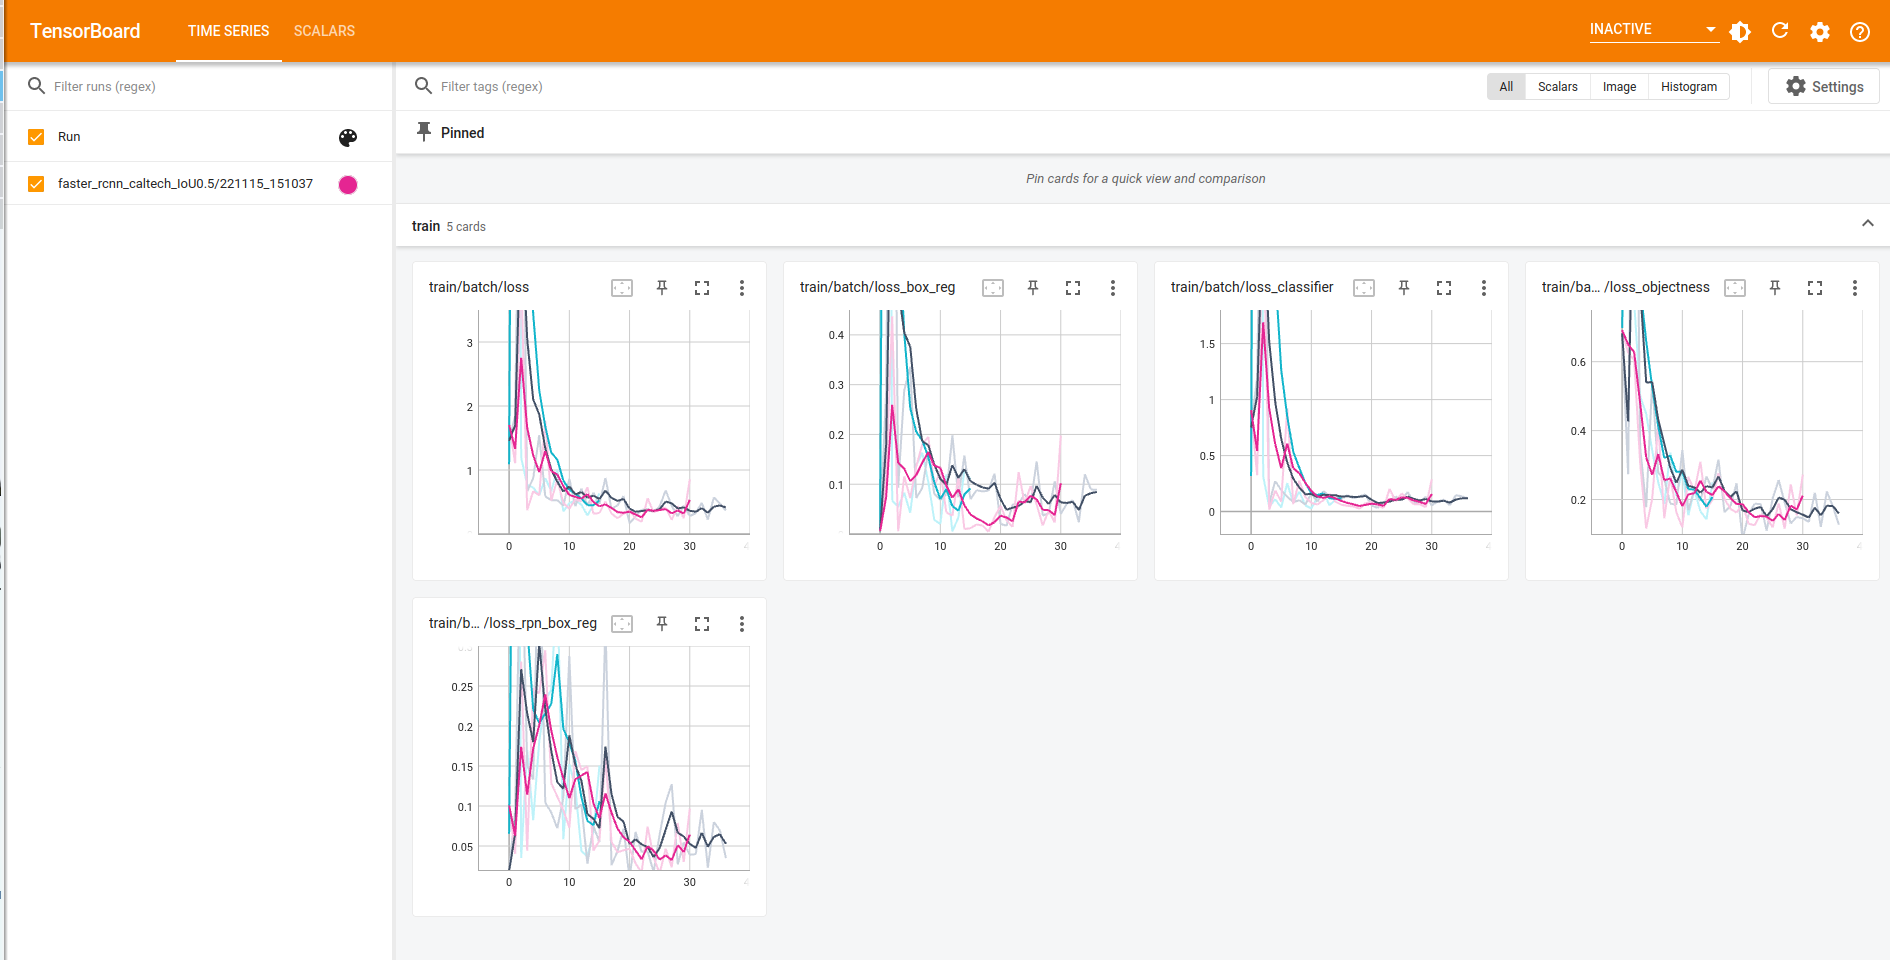 TensorBoard TIME SERIES SCALARS INACTIVE
Filter runs (regex)
Run
faster_rcnn_caltech_IoU0.5/221115_151037
Filter tags (regex) All Scalars Image Histogram Settings
Pinned
Pin cards for a quick view and comparison
train 5 cards
train/batch/loss
3
2
1
0 10 20 30
train/batch/loss_box_reg
0.4
0.3
0.2
0.1
0 10 20 30
train/batch/loss_classifier
1.5
1
0.5
0
0 10 20 30
train/ba... /loss_objectness
0.6
0.4
0.2
0 10 20 30
train/b... /loss_rpn_box_reg
0.25
0.2
0.15
0.1
0.05
0 10 20 30